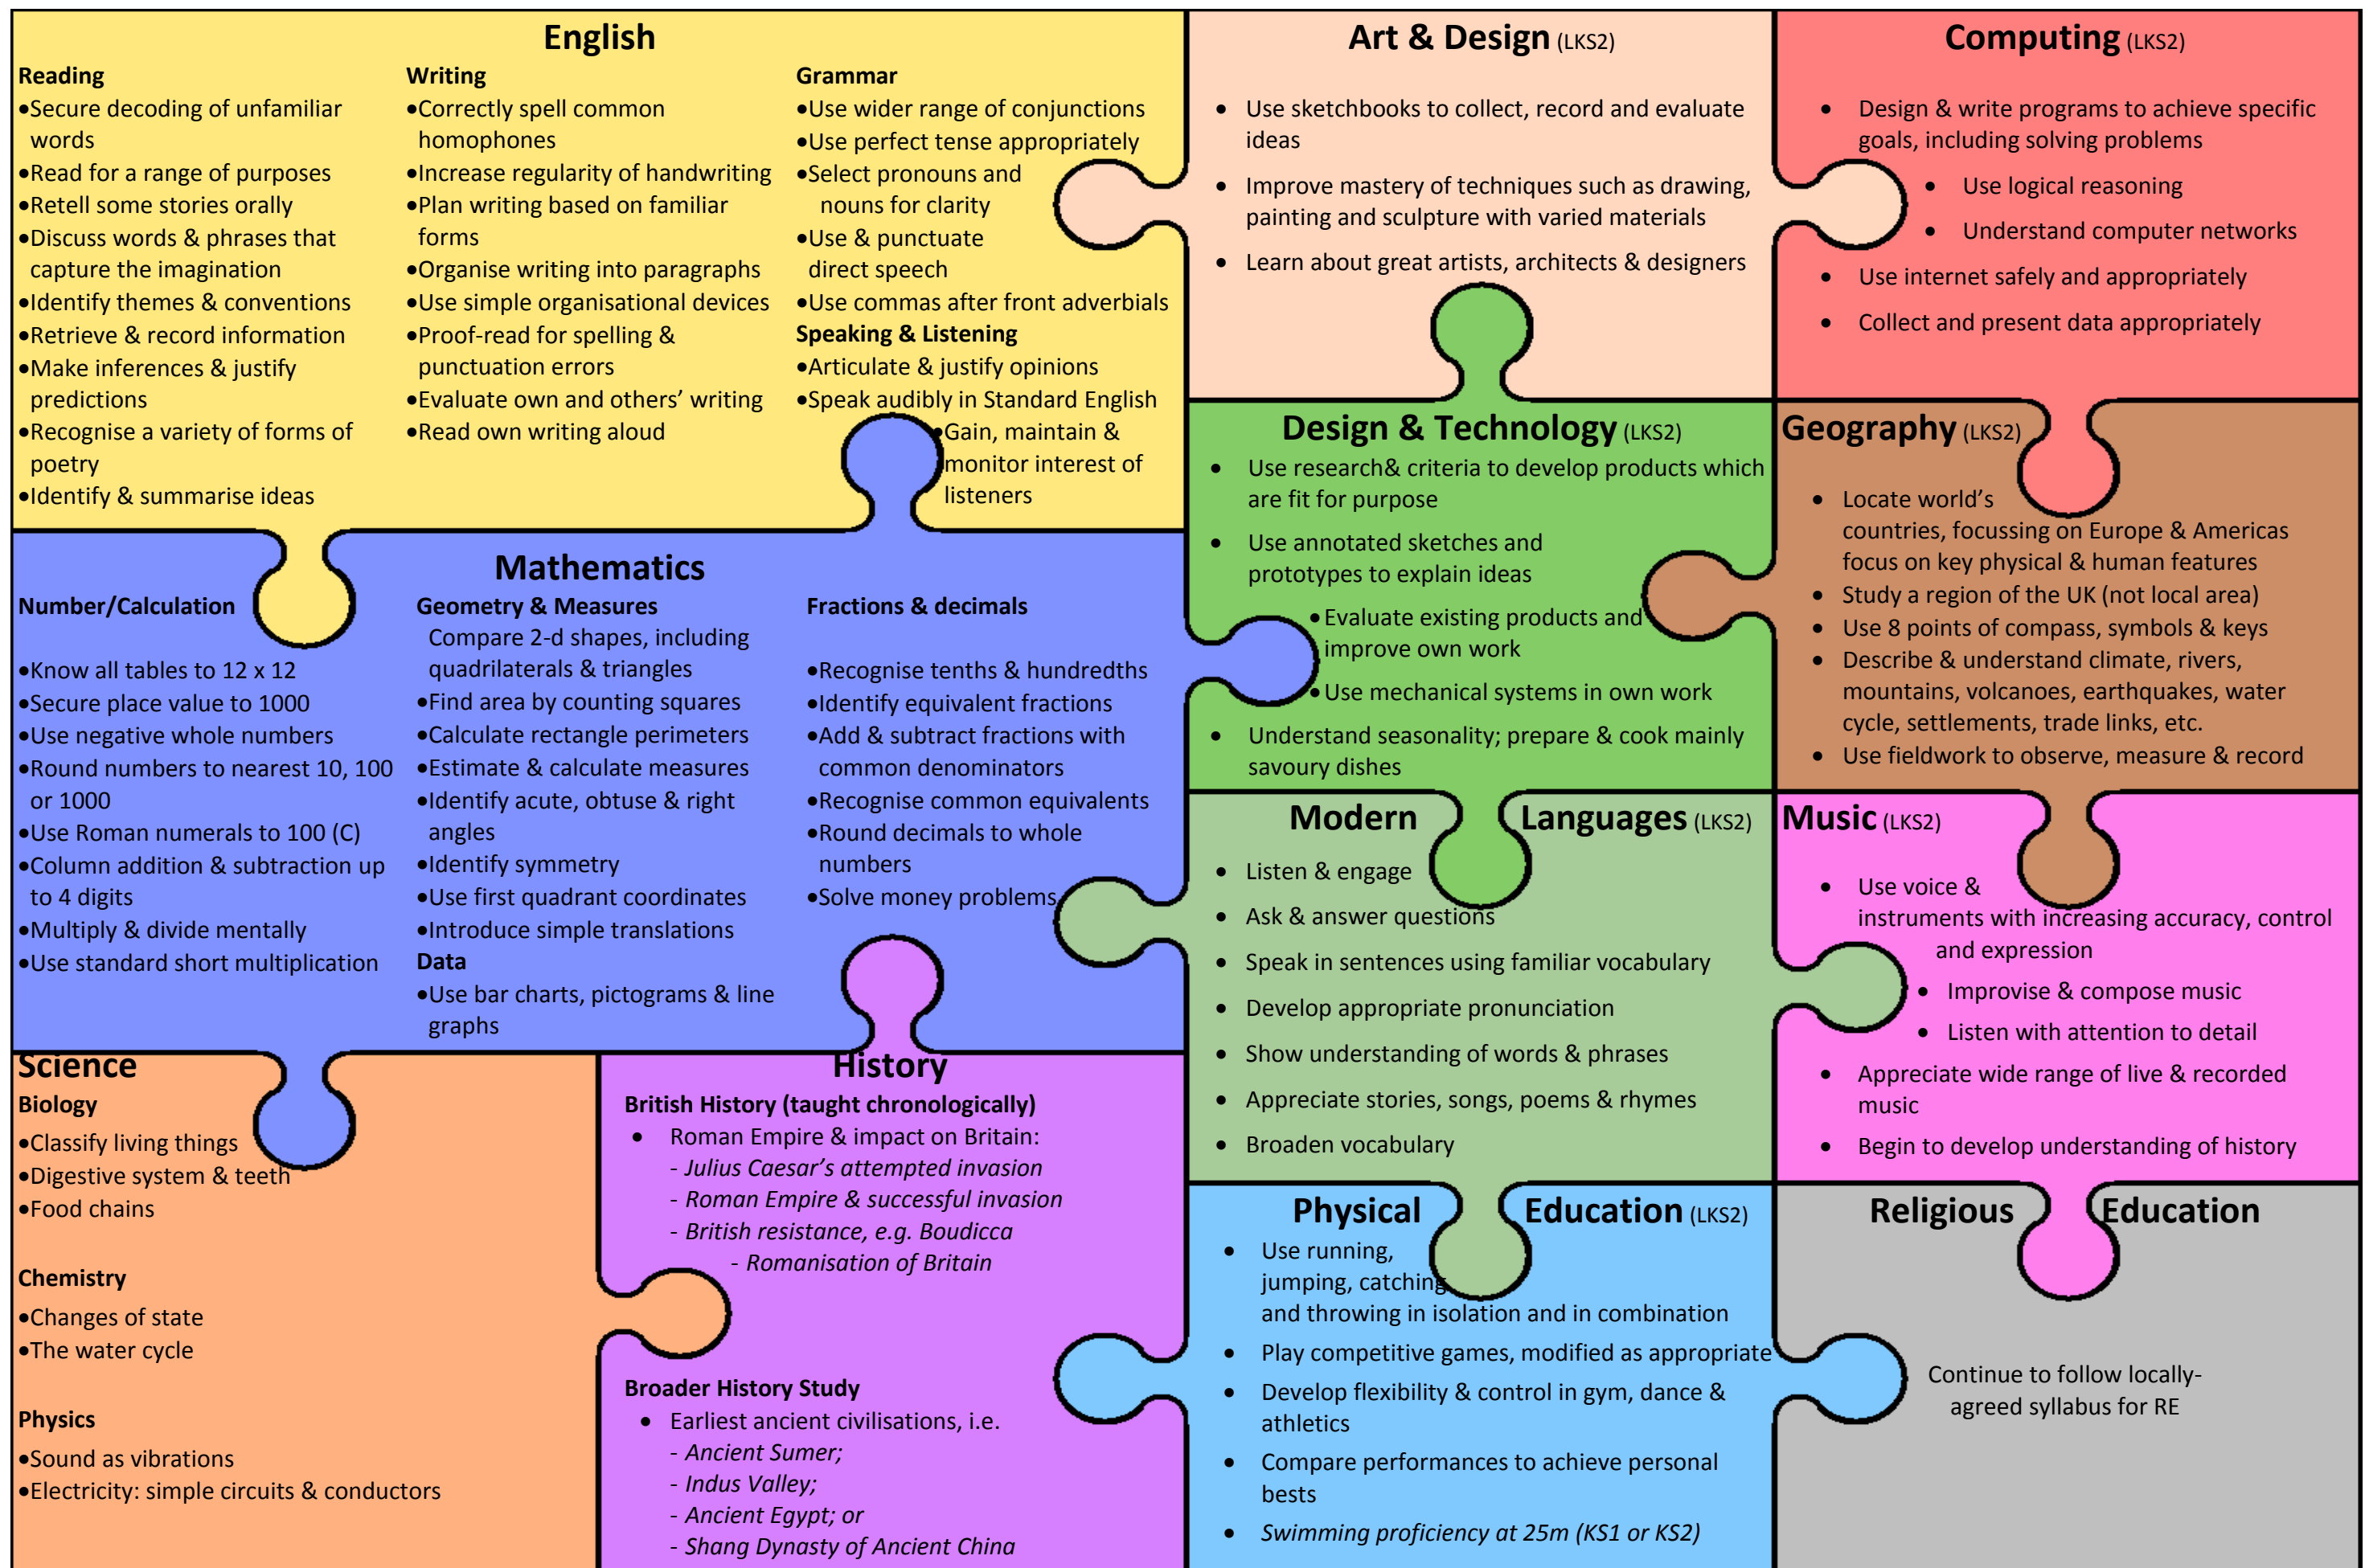 English
Reading
•Secure decoding of unfamiliar
words
•Read for a range of purposes
•Retell some stories orally
•Discuss words & phrases that
capture the imagination
•Identify themes & conventions
•Retrieve & record information
•Make inferences & justify
predictions
•Recognise a variety of forms of
poetry
•Identify & summarise ideas
Writing
•Correctly spell common
homophones
•Increase regularity of handwriting
•Plan writing based on familiar
forms
•Organise writing into paragraphs
•Use simple organisational devices
•Proof-read for spelling &
punctuation errors
•Evaluate own and others’ writing
•Read own writing aloud
Grammar
•Use wider range of conjunctions
•Use perfect tense appropriately
•Select pronouns and
nouns for clarity
•Use & punctuate
direct speech
•Use commas after front adverbials
Speaking & Listening
•Articulate & justify opinions
•Speak audibly in Standard English
•Gain, maintain &
monitor interest of
listeners
Art & Design (LKS2)
• Use sketchbooks to collect, record and evaluate
ideas
• Improve mastery of techniques such as drawing,
painting and sculpture with varied materials
• Learn about great artists, architects & designers
Computing (LKS2)
• Design & write programs to achieve specific
goals, including solving problems
• Use logical reasoning
• Understand computer networks
• Use internet safely and appropriately
• Collect and present data appropriately
Mathematics
Number/Calculation
•Know all tables to 12 x 12
•Secure place value to 1000
•Use negative whole numbers
•Round numbers to nearest 10, 100
or 1000
•Use Roman numerals to 100 (C)
•Column addition & subtraction up
to 4 digits
•Multiply & divide mentally
•Use standard short multiplication
Geometry & Measures
Compare 2-d shapes, including
quadrilaterals & triangles
•Find area by counting squares
•Calculate rectangle perimeters
•Estimate & calculate measures
•Identify acute, obtuse & right
angles
•Identify symmetry
•Use first quadrant coordinates
•Introduce simple translations
Data
•Use bar charts, pictograms & line
graphs
Fractions & decimals
•Recognise tenths & hundredths
•Identify equivalent fractions
•Add & subtract fractions with
common denominators
•Recognise common equivalents
•Round decimals to whole
numbers
•Solve money problems
Design & Technology (LKS2)
• Use research& criteria to develop products which
are fit for purpose
• Use annotated sketches and
prototypes to explain ideas
•Evaluate existing products and
improve own work
•Use mechanical systems in own work
• Understand seasonality; prepare & cook mainly
savoury dishes
Geography (LKS2)
• Locate world’s
countries, focussing on Europe & Americas
focus on key physical & human features
• Study a region of the UK (not local area)
• Use 8 points of compass, symbols & keys
• Describe & understand climate, rivers,
mountains, volcanoes, earthquakes, water
cycle, settlements, trade links, etc.
• Use fieldwork to observe, measure & record
Modern Languages (LKS2)
• Listen & engage
• Ask & answer questions
• Speak in sentences using familiar vocabulary
• Develop appropriate pronunciation
• Show understanding of words & phrases
• Appreciate stories, songs, poems & rhymes
• Broaden vocabulary
Music (LKS2)
• Use voice &
instruments with increasing accuracy, control
and expression
• Improvise & compose music
• Listen with attention to detail
• Appreciate wide range of live & recorded
music
• Begin to develop understanding of history
Science
Biology
•Classify living things
•Digestive system & teeth
•Food chains
Chemistry
•Changes of state
•The water cycle
Physics
•Sound as vibrations
•Electricity: simple circuits & conductors
History
British History (taught chronologically)
• Roman Empire & impact on Britain:
- Julius Caesar’s attempted invasion
- Roman Empire & successful invasion
- British resistance, e.g. Boudicca
- Romanisation of Britain
Broader History Study
• Earliest ancient civilisations, i.e.
- Ancient Sumer;
- Indus Valley;
- Ancient Egypt; or
- Shang Dynasty of Ancient China
Physical Education (LKS2)
• Use running,
jumping, catching
and throwing in isolation and in combination
• Play competitive games, modified as appropriate
• Develop flexibility & control in gym, dance &
athletics
• Compare performances to achieve personal
bests
• Swimming proficiency at 25m (KS1 or KS2)
Religious Education
Continue to follow locally-
agreed syllabus for RE